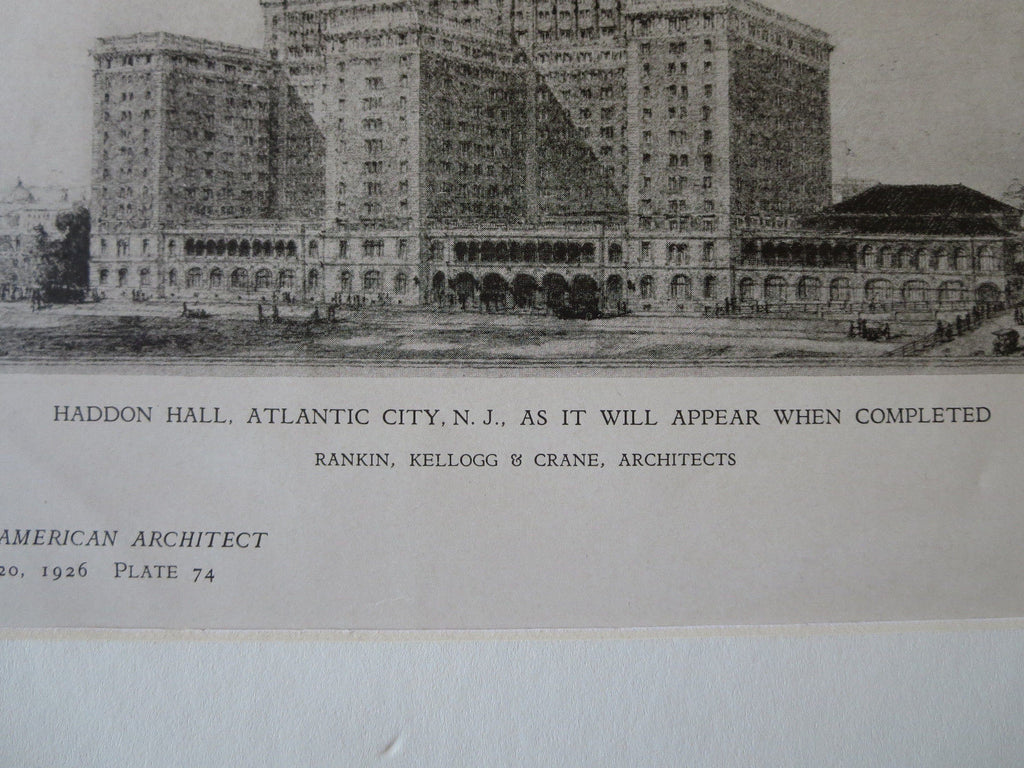 HADDON HALL, ATLANTIC CITY, N. J., AS IT WILL APPEAR WHEN COMPLETED
RANKIN, KELLOGG & CRANE, ARCHITECTS
AMERICAN ARCHITECT
20, 1926 PLATE 74